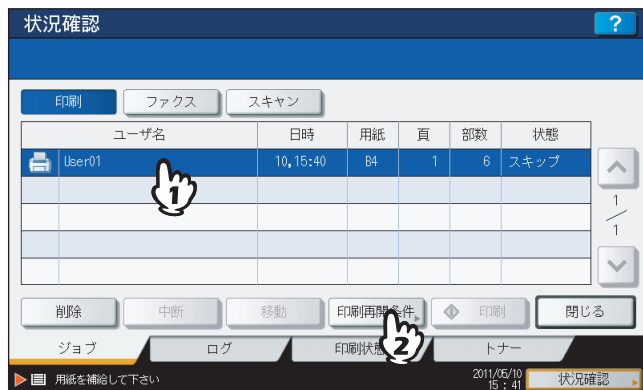 状況確認 ?
印刷 ファクス スキャン
ユーザ名 日時 用紙 頁 部数 状態
User01 10,15:40 B4 1 6 スキップ
1
1
1
削除 中断 移動 印刷再開条件 印刷 閉じる
2
ジョブ ログ 印刷状態 トナー
用紙を補給して下さい 2011/05/10
15:41 状況確認